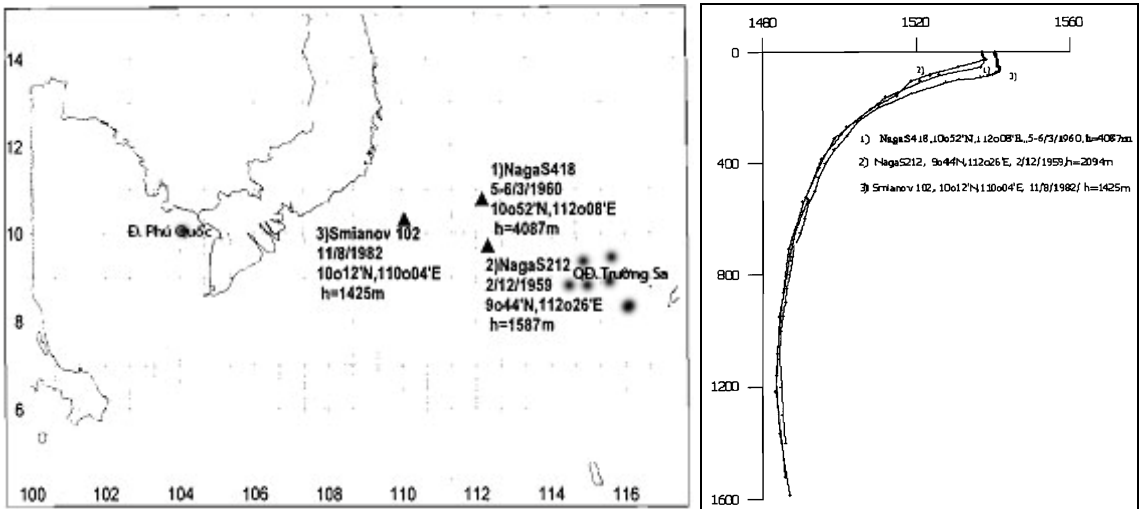 14
12
10
8
6
100
104
106
108
110
112
114
116
Đ. Phú Quốc
1)NagaS418
5-6/3/1960
10o52'N,112o08'E
h=4087m
3)Smianov 102
11/8/1982
10o12'N,110o04'E
h=1425m
2)NagaS212
2/12/1959
9o44'N,112o26'E
h=1587m
QĐ. Trường Sa
1480
1520
1560
0
400
800
1200
1600
2)
1)
3)
1) NagaS418,10o52'N,112o08'E,,5-6/3/1960,h=4087m
2) NagaS212, 9o44'N,112o26'E, 2/12/1959,h=2094m
3) Smianov 102, 10o12'N,110o04'E, 11/8/1982/ h=1425m